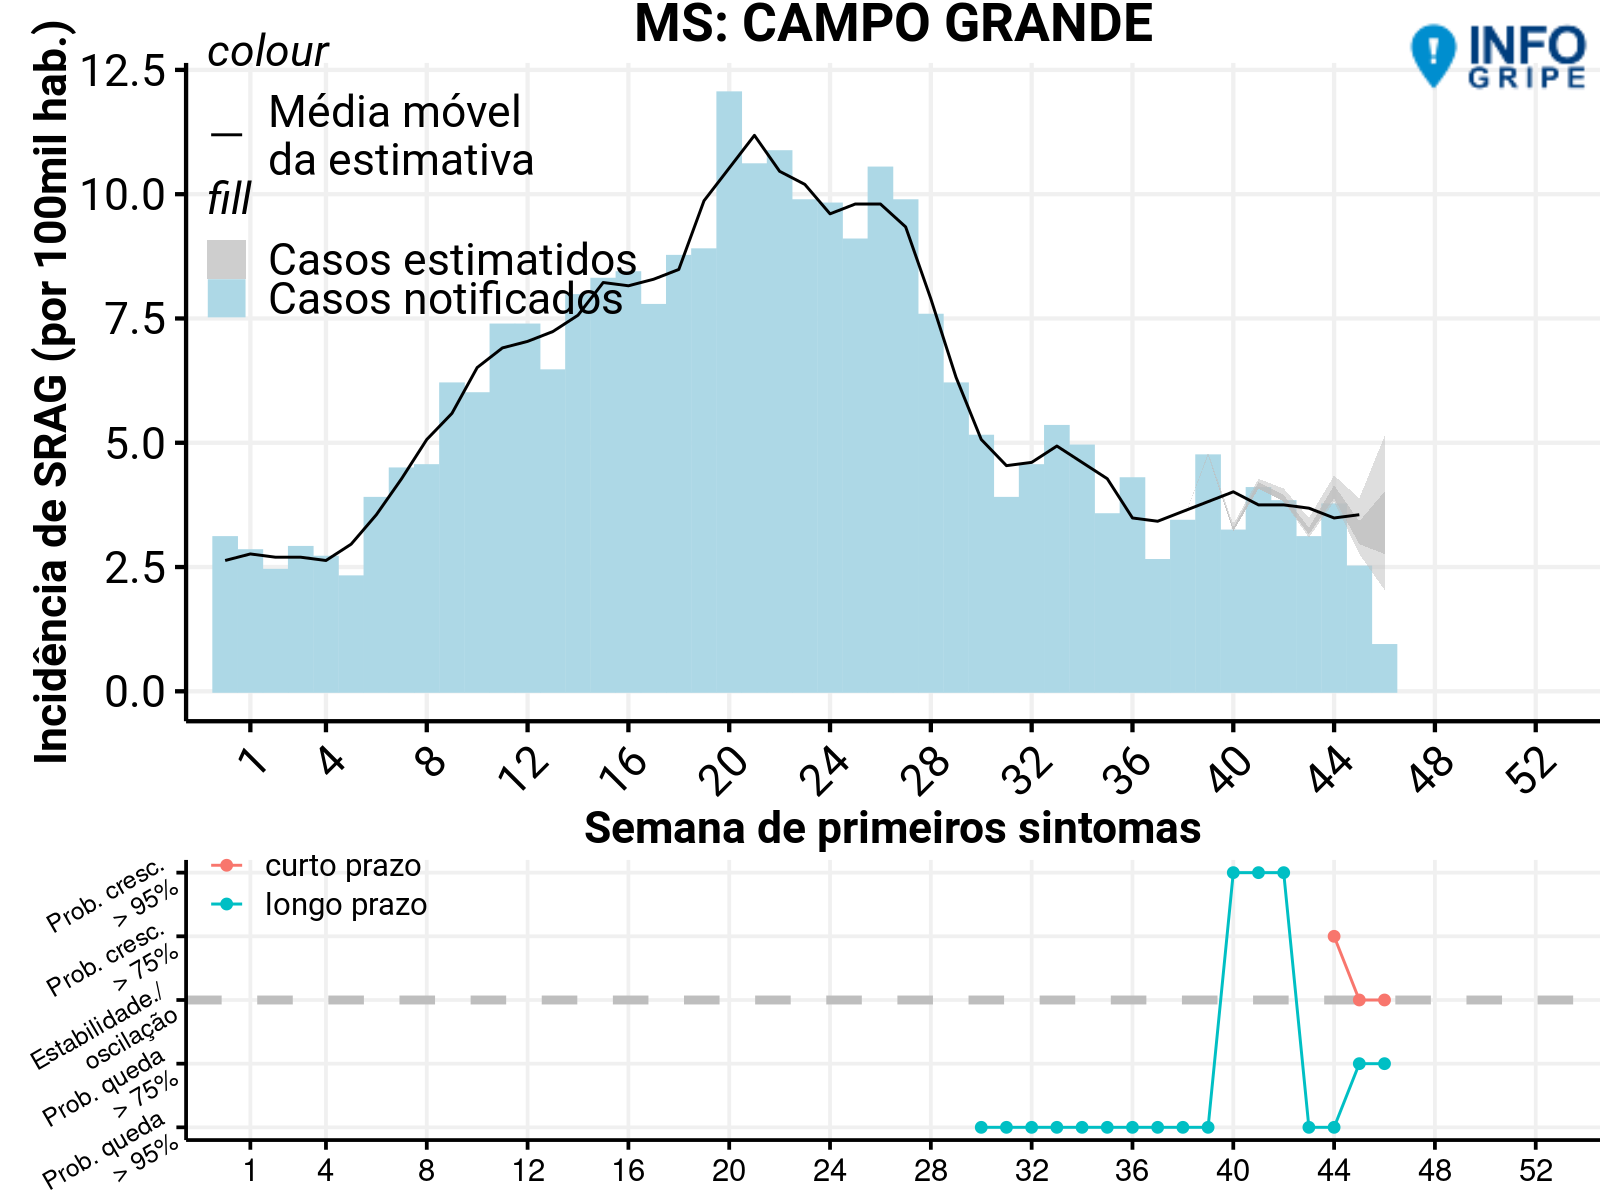 MS: CAMPO GRANDE
INFO
GRIPE
Incidência de SRAG (por 100mil hab.)
12.5
10.0
7.5
5.0
2.5
0.0
colour
Média móvel
da estimativa
fill
Casos estimatidos
Casos notificados
1 4 8 12 16 20 24 28 32 36 40 44 48 52
Semana de primeiros sintomas
curto prazo
longo prazo
Prob. cresc.
> 95%
Prob. cresc.
> 75%
Estabilidade./
oscilação
Prob. queda
> 75%
Prob. queda
> 95%
1 4 8 12 16 20 24 28 32 36 40 44 48 52